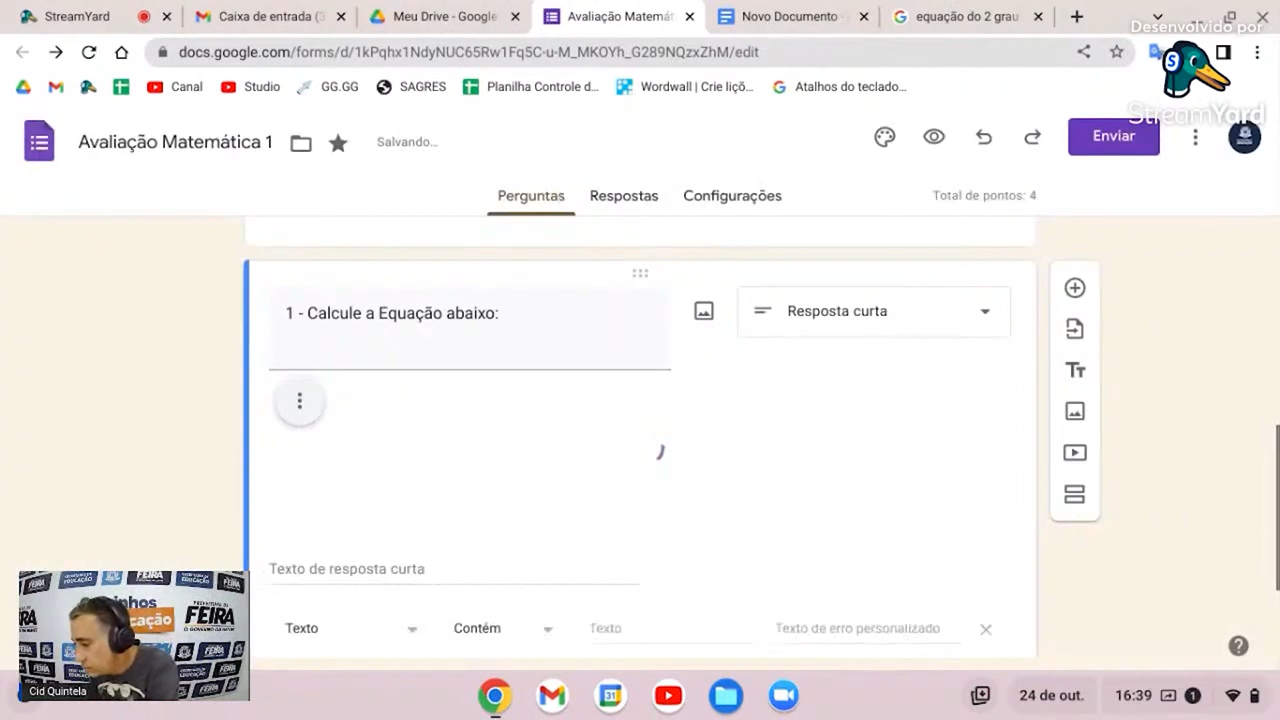 StreamYard
Caixa de entrada (3
Meu Drive - Google
Avaliação Matemát
Novo Documento -
equação do 2 grau
Desenvolvido por
StreamYard
docs.google.com/forms/d/1kPqhx1NdyNUC65Rw1Fq5C-u-M_MKOYh_G289NQzxZhM/edit
Canal
Studio
GG.GG
SAGRES
Planilha Controle d...
Wordwall | Crie liçõ...
Atalhos do teclado...
Avaliação Matemática 1
Salvando...
Enviar
Perguntas
Respostas
Configurações
Total de pontos: 4
1 - Calcule a Equação abaixo:
Resposta curta
Texto de resposta curta
Texto
Contém
Texto
Texto de erro personalizado
FEIRA
Cid Quintela
24 de out.
16:39
1